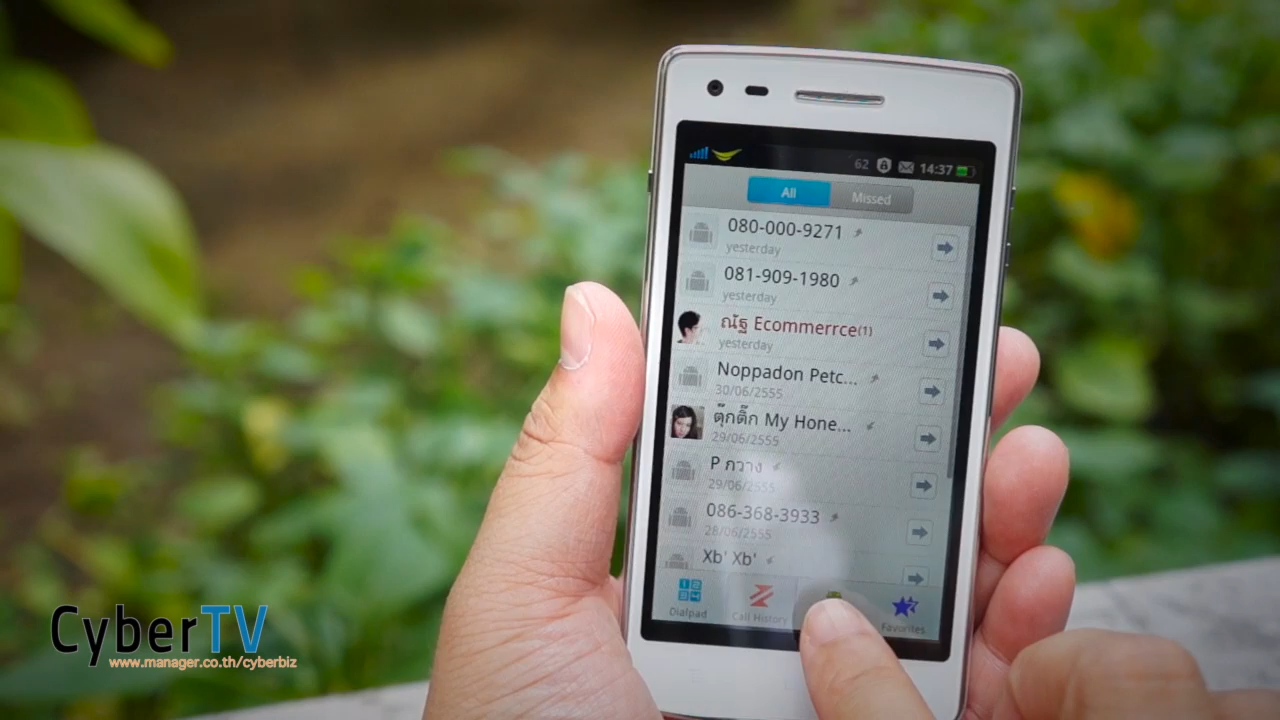 62 14:37
All Missed
080-000-9271
yesterday
081-909-1980
yesterday
ณัฐ Ecommerrce(1)
yesterday
Noppadon Petc...
30/06/2555
ตุ๊กติ๊ก My Hone...
29/06/2555
P กวาง
29/06/2555
086-368-3933
28/06/2555
Xb' Xb'
Dialpad Call History Favorites
CyberTV
www.manager.co.th/cyberbiz